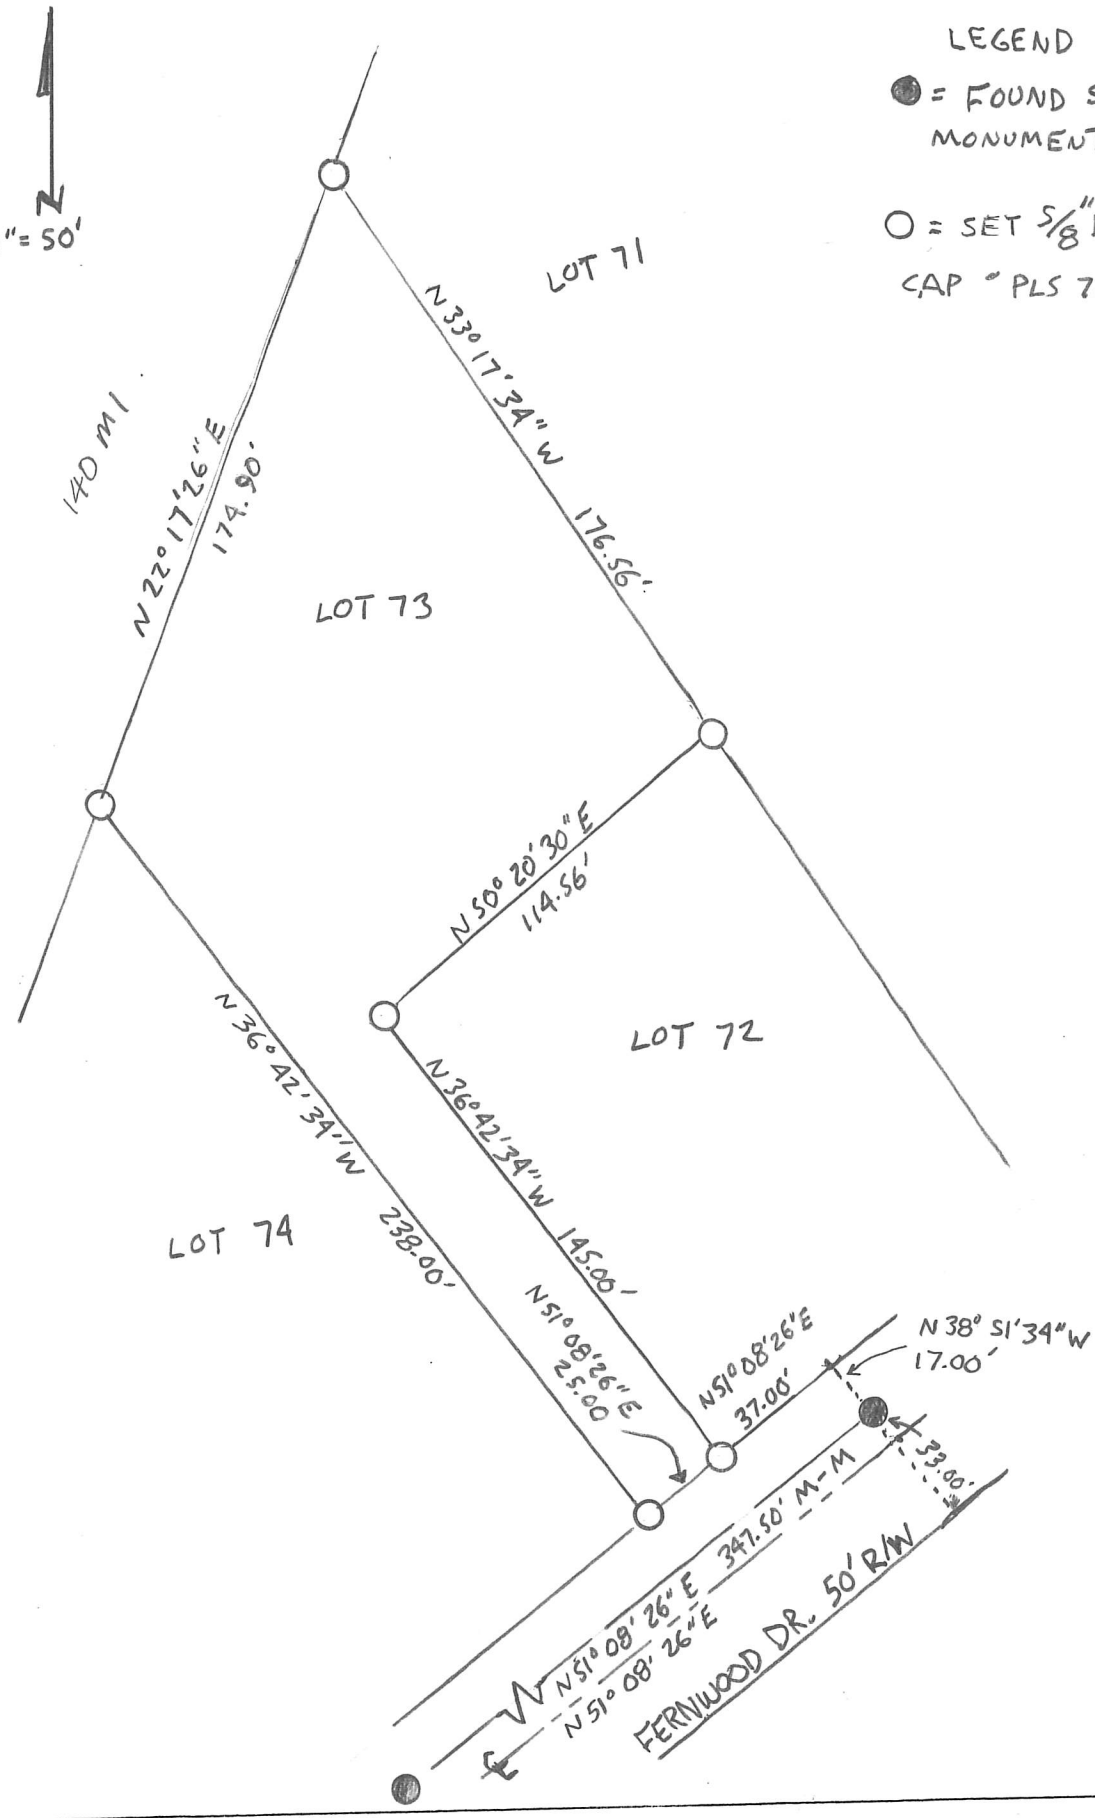 LEGEND
= FOUND S
MONUMENT
N
"= 50'
○ = SET 5/8"
CAP " PLS 7
LOT 71
N 33° 17' 34" W
176.56'
140 M1
N 22° 17' 26" E
174.90'
LOT 73
N 50° 20' 30" E
114.56'
LOT 72
N 36° 42' 34" W
238.00'
N 36° 42' 34" W
145.00'
LOT 74
N 51° 08' 26" E
25.00
N 51° 08' 26" E
37.00'
N 38° 51' 34" W
17.00'
33.00'
N 51° 08' 26" E 347.50' M-M
N 51° 08' 26" E
FERNWOOD DR. 50' R/W
℄